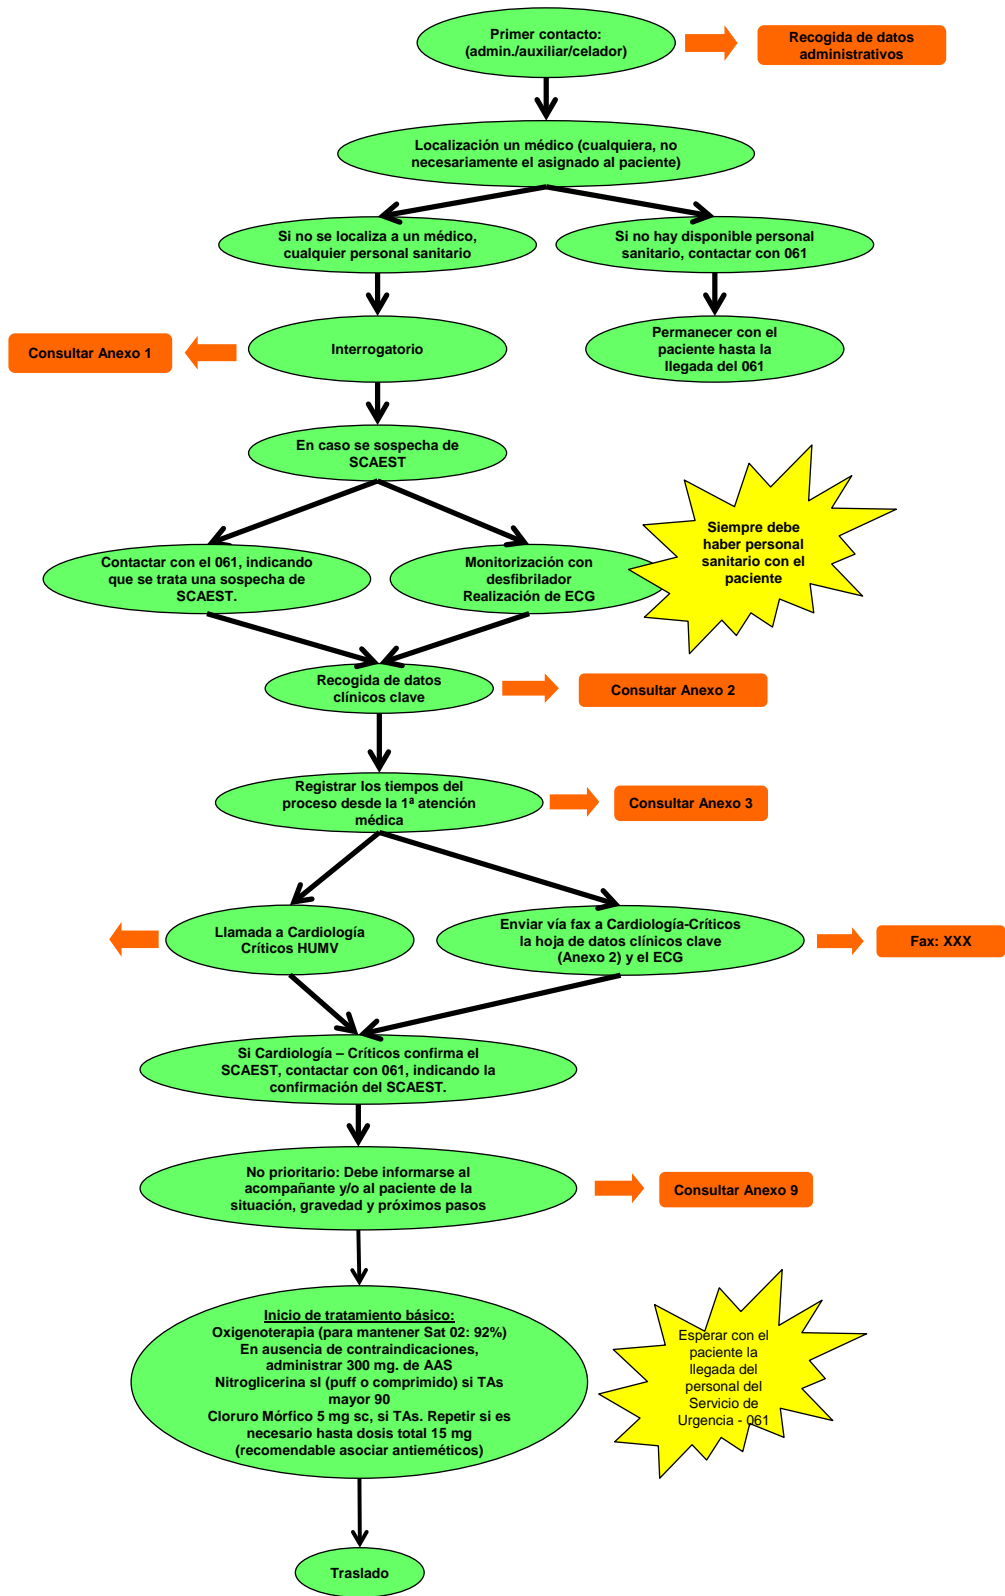 Primer contacto:
(admin./auxiliar/celador)
Recogida de datos
administrativos
Localización un médico (cualquiera, no
necesariamente el asignado al paciente)
Si no se localiza a un médico,
cualquier personal sanitario
Si no hay disponible personal
sanitario, contactar con 061
Consultar Anexo 1
Interrogatorio
Permanecer con el
paciente hasta la
llegada del 061
En caso se sospecha de
SCAEST
Contactar con el 061, indicando
que se trata una sospecha de
SCAEST.
Monitorización con
desfibrilador
Realización de ECG
Siempre debe
haber personal
sanitario con el
paciente
Recogida de datos
clínicos clave
Consultar Anexo 2
Registrar los tiempos del
proceso desde la 1ª atención
médica
Consultar Anexo 3
Llamada a Cardiología
Críticos HUMV
Enviar vía fax a Cardiología-Críticos
la hoja de datos clínicos clave
(Anexo 2) y el ECG
Fax: XXX
Si Cardiología – Críticos confirma el
SCAEST, contactar con 061, indicando la
confirmación del SCAEST.
No prioritario: Debe informarse al
acompañante y/o al paciente de la
situación, gravedad y próximos pasos
Consultar Anexo 9
Inicio de tratamiento básico:
Oxigenoterapia (para mantener Sat 02: 92%)
En ausencia de contraindicaciones,
administrar 300 mg. de AAS
Nitroglicerina sl (puff o comprimido) si TAs
mayor 90
Cloruro Mórfico 5 mg sc, si TAs. Repetir si es
necesario hasta dosis total 15 mg
(recomendable asociar antieméticos)
Esperar con el
paciente la
llegada del
personal del
Servicio de
Urgencia - 061
Traslado